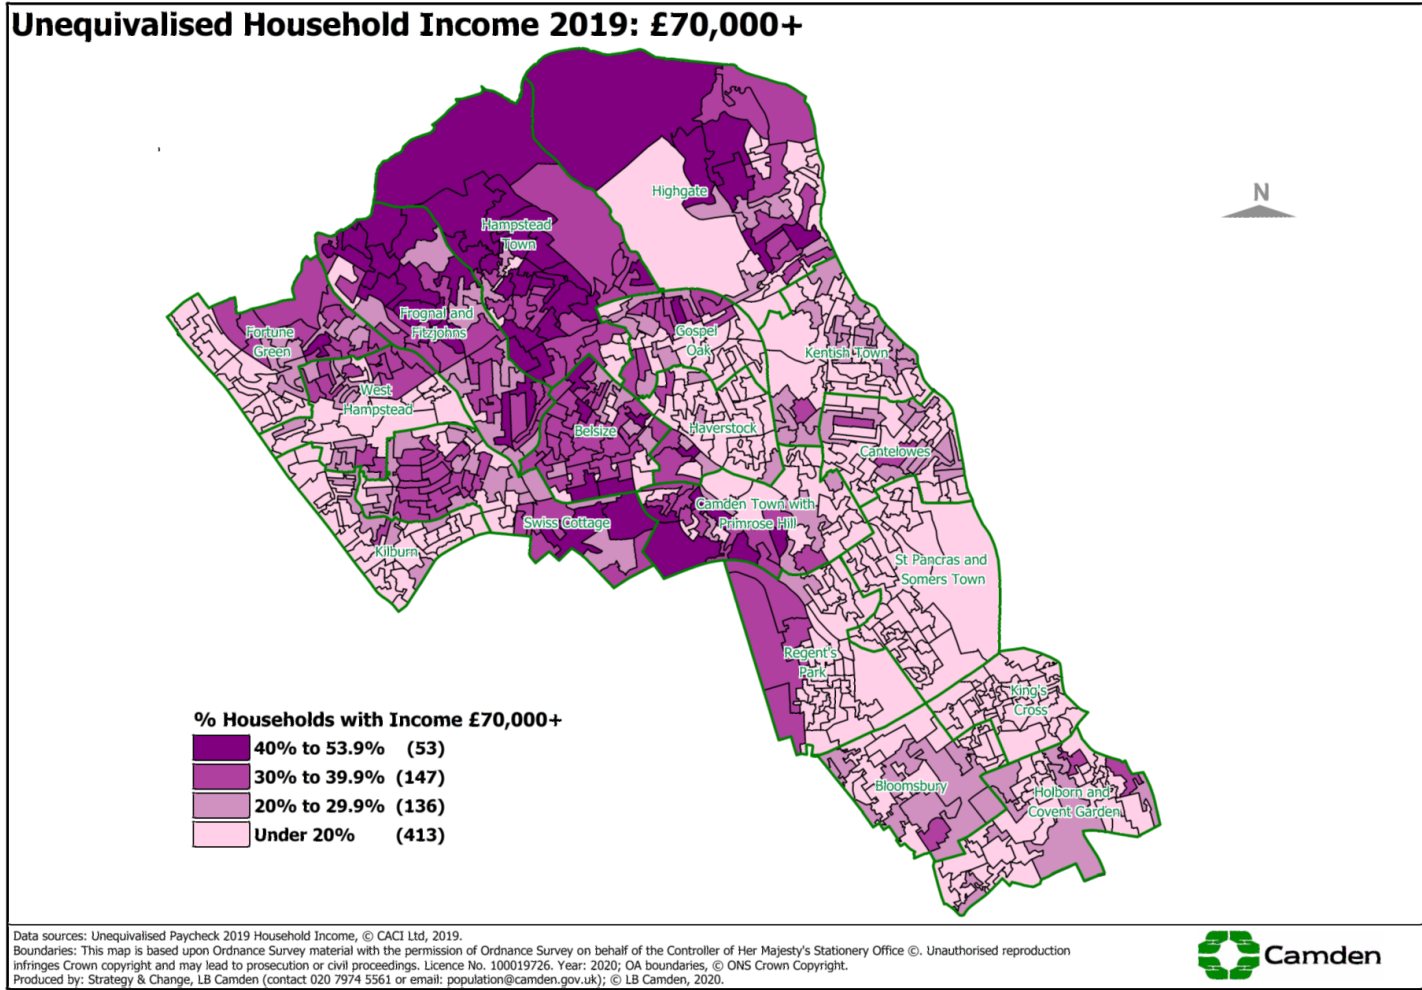 Unequivalised Household Income 2019: £70,000+
N
Highgate
Hampstead
Town
Frognal and
Fitzjohns
Fortune
Green
Gospel
Oak
Kentish Town
West
Hampstead
Belsize
Haverstock
Cantelowes
Camden Town with
Primrose Hill
Swiss Cottage
Kilburn
St Pancras and
Somers Town
Regent's
Park
King's
Cross
Bloomsbury
Holborn and
Covent Garden
% Households with Income £70,000+
40% to 53.9% (53)
30% to 39.9% (147)
20% to 29.9% (136)
Under 20% (413)
Data sources: Unequivalised Paycheck 2019 Household Income, © CACI Ltd, 2019.
Boundaries: This map is based upon Ordnance Survey material with the permission of Ordnance Survey on behalf of the Controller of Her Majesty's Stationery Office ©. Unauthorised reproduction
infringes Crown copyright and may lead to prosecution or civil proceedings. Licence No. 100019726. Year: 2020; OA boundaries, © ONS Crown Copyright.
Produced by: Strategy & Change, LB Camden (contact 020 7974 5561 or email: population@camden.gov.uk); © LB Camden, 2020.
Camden